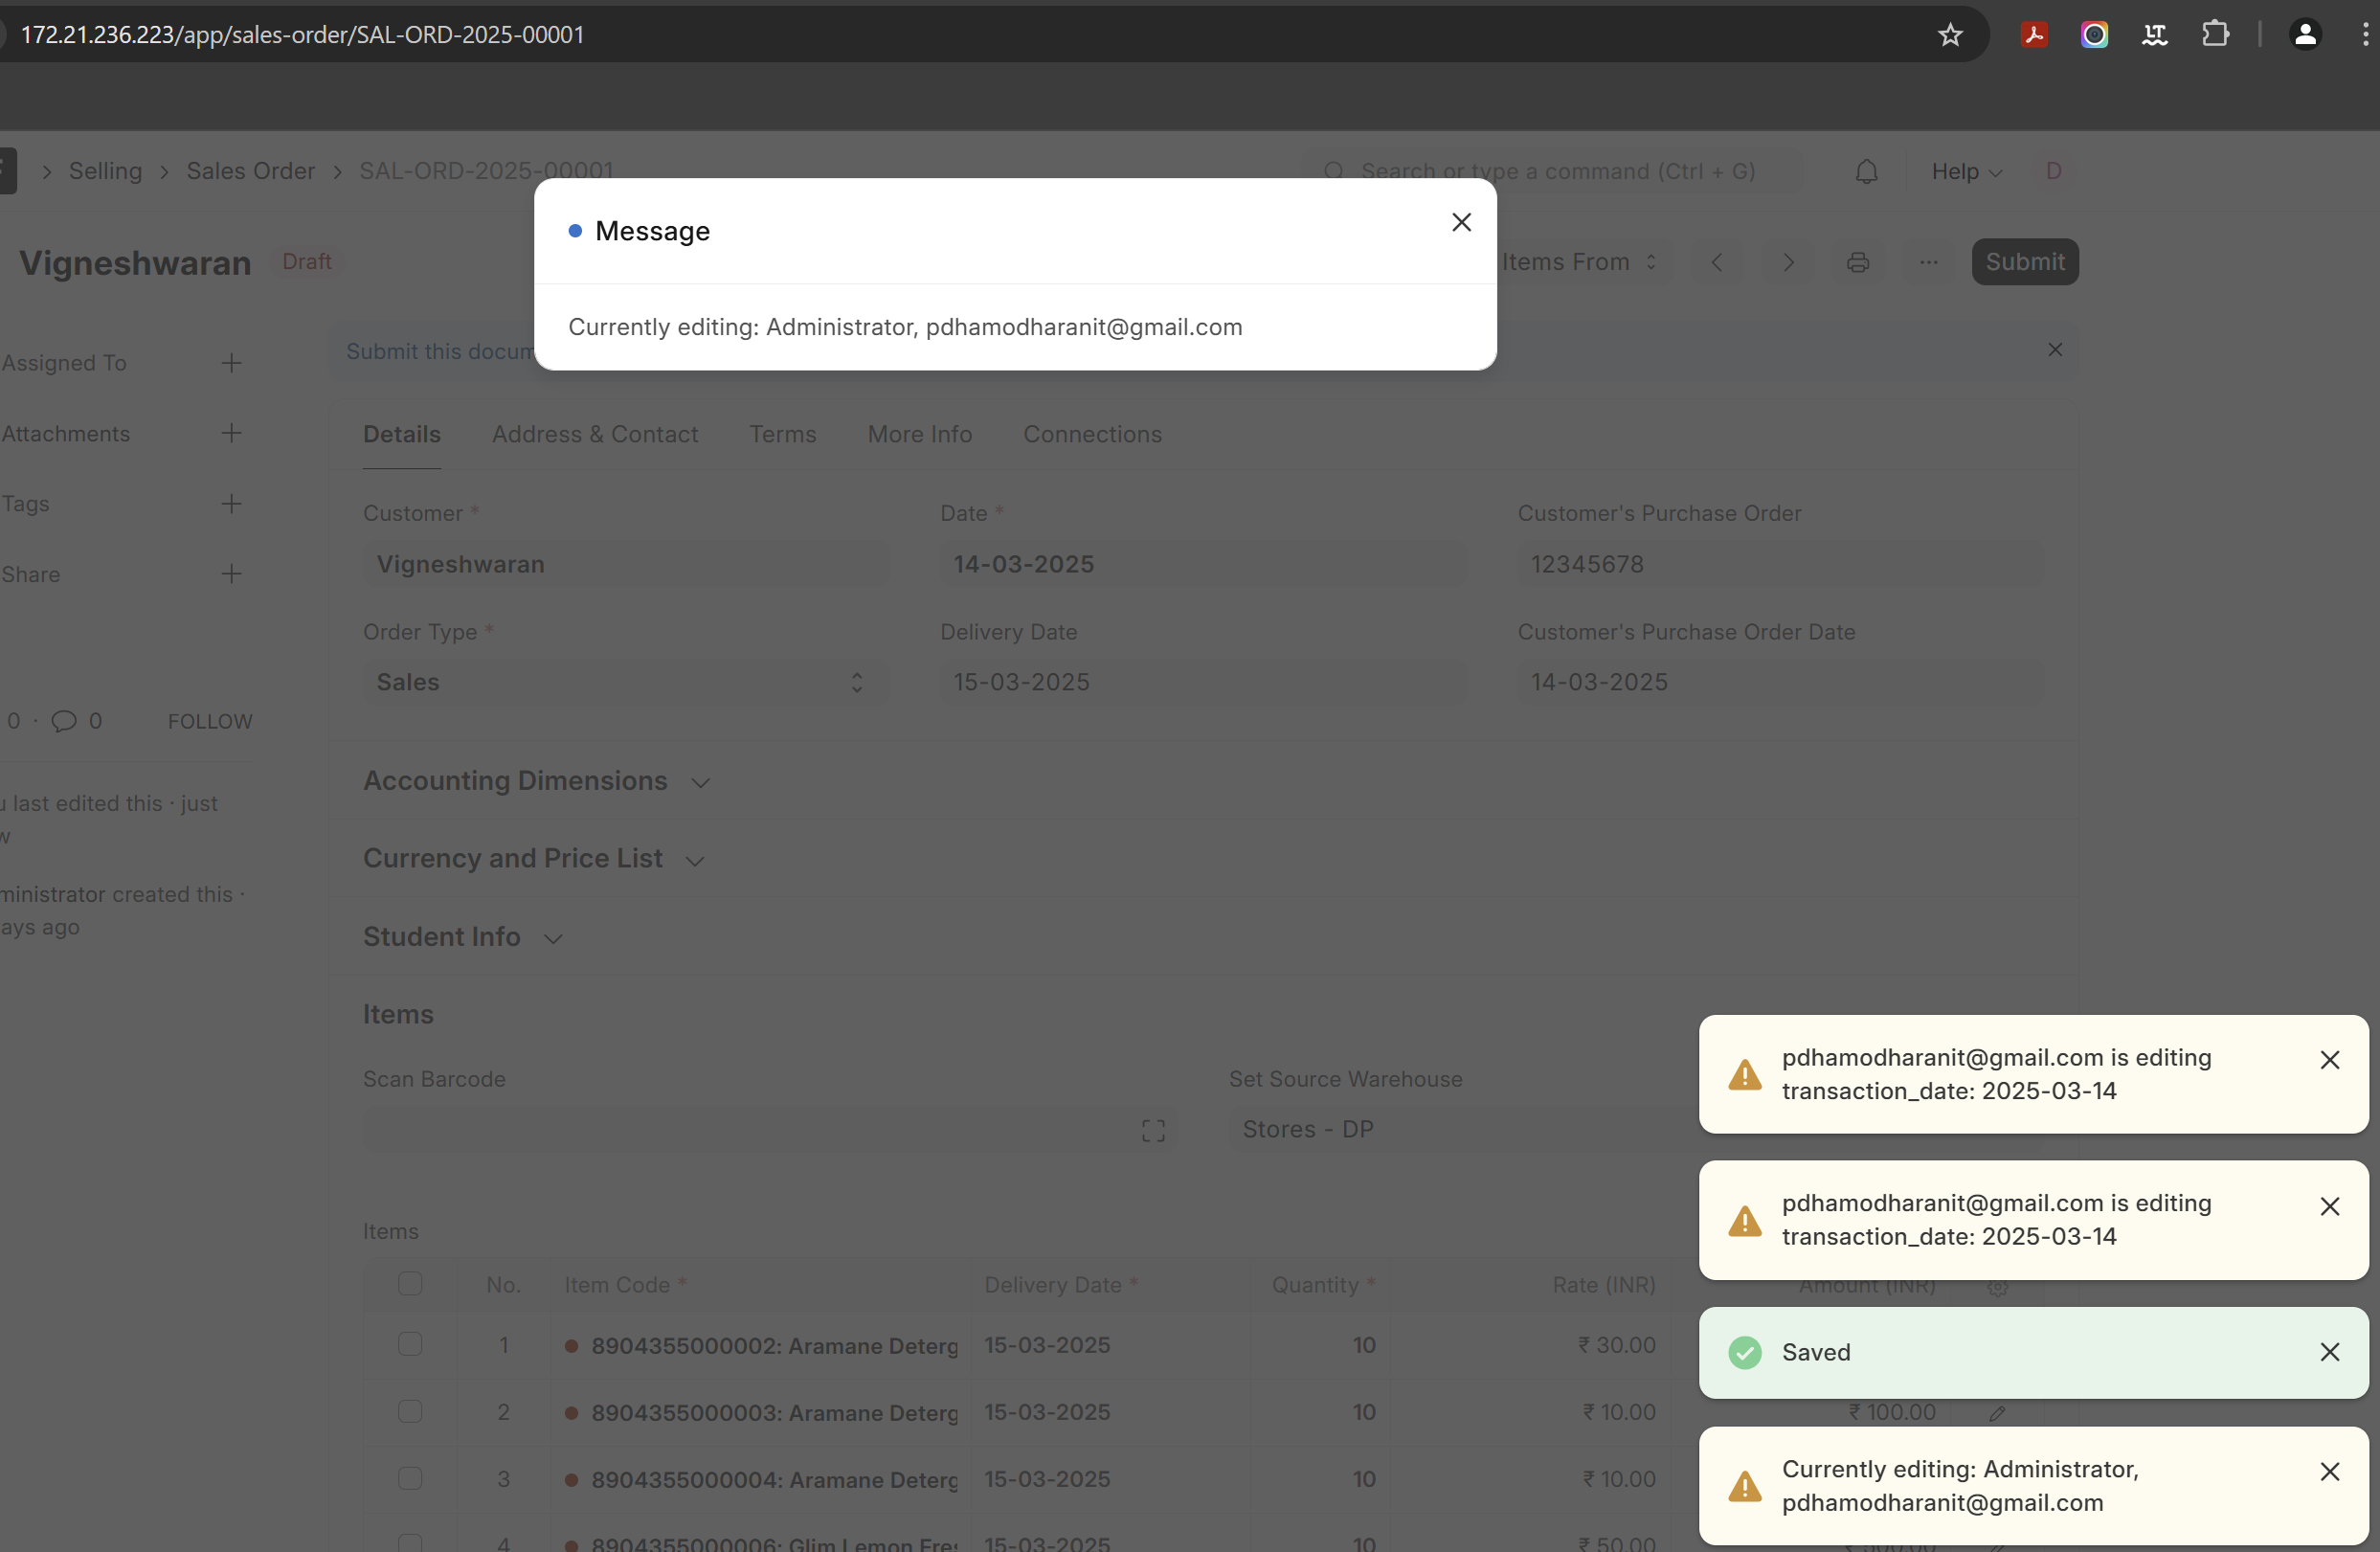 172.21.236.223/app/sales-order/SAL-ORD-2025-00001
Selling > Sales Order > SAL-ORD-2025-00001
Search or type a command (Ctrl + G)
Help
D
Message
Currently editing: Administrator, pdhamodharanit@gmail.com
Vigneshwaran
Draft
Items From
Submit
Submit this docum
Assigned To
Attachments
Tags
Share
0 · 0 FOLLOW
last edited this · just
ministrator created this ·
ays ago
Details Address & Contact Terms More Info Connections
Customer * Date * Customer's Purchase Order
Vigneshwaran 14-03-2025 12345678
Order Type * Delivery Date Customer's Purchase Order Date
Sales 15-03-2025 14-03-2025
Accounting Dimensions
Currency and Price List
Student Info
Items
Scan Barcode Set Source Warehouse
Stores - DP
Items
No. Item Code * Delivery Date * Quantity * Rate (INR) Amount (INR)
1 8904355000002: Aramane Deterg 15-03-2025 10 ₹ 30.00
2 8904355000003: Aramane Deterg 15-03-2025 10 ₹ 10.00 ₹ 100.00
3 8904355000004: Aramane Deterg 15-03-2025 10 ₹ 10.00
4 8904355000006: Glim Lemon Fres 15-03-2025 10 ₹ 50.00 ₹ 500.00
pdhamodharanit@gmail.com is editing
transaction_date: 2025-03-14
pdhamodharanit@gmail.com is editing
transaction_date: 2025-03-14
Saved
Currently editing: Administrator,
pdhamodharanit@gmail.com